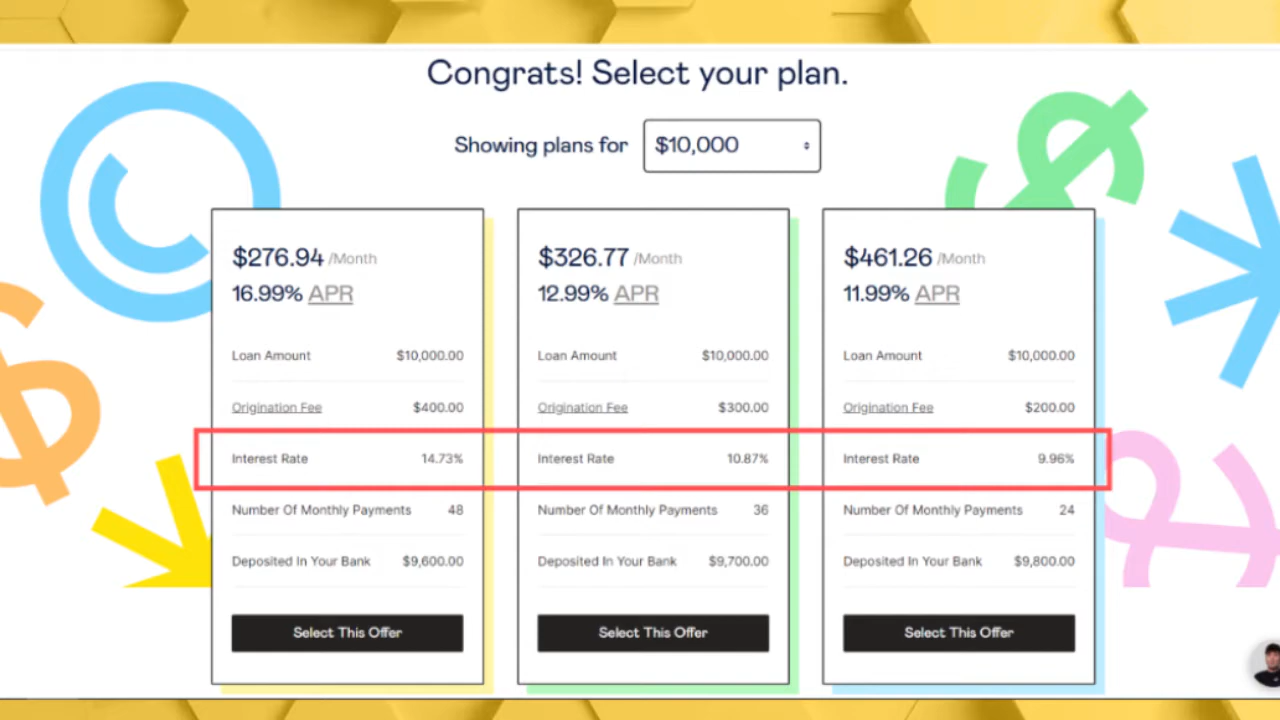 Congrats! Select your plan.
Showing plans for $10,000
$276.94 /Month
16.99% APR
Loan Amount $10,000.00
Origination Fee $400.00
Interest Rate 14.73%
Number Of Monthly Payments 48
Deposited In Your Bank $9,600.00
Select This Offer
$326.77 /Month
12.99% APR
Loan Amount $10,000.00
Origination Fee $300.00
Interest Rate 10.87%
Number Of Monthly Payments 36
Deposited In Your Bank $9,700.00
Select This Offer
$461.26 /Month
11.99% APR
Loan Amount $10,000.00
Origination Fee $200.00
Interest Rate 9.96%
Number Of Monthly Payments 24
Deposited In Your Bank $9,800.00
Select This Offer